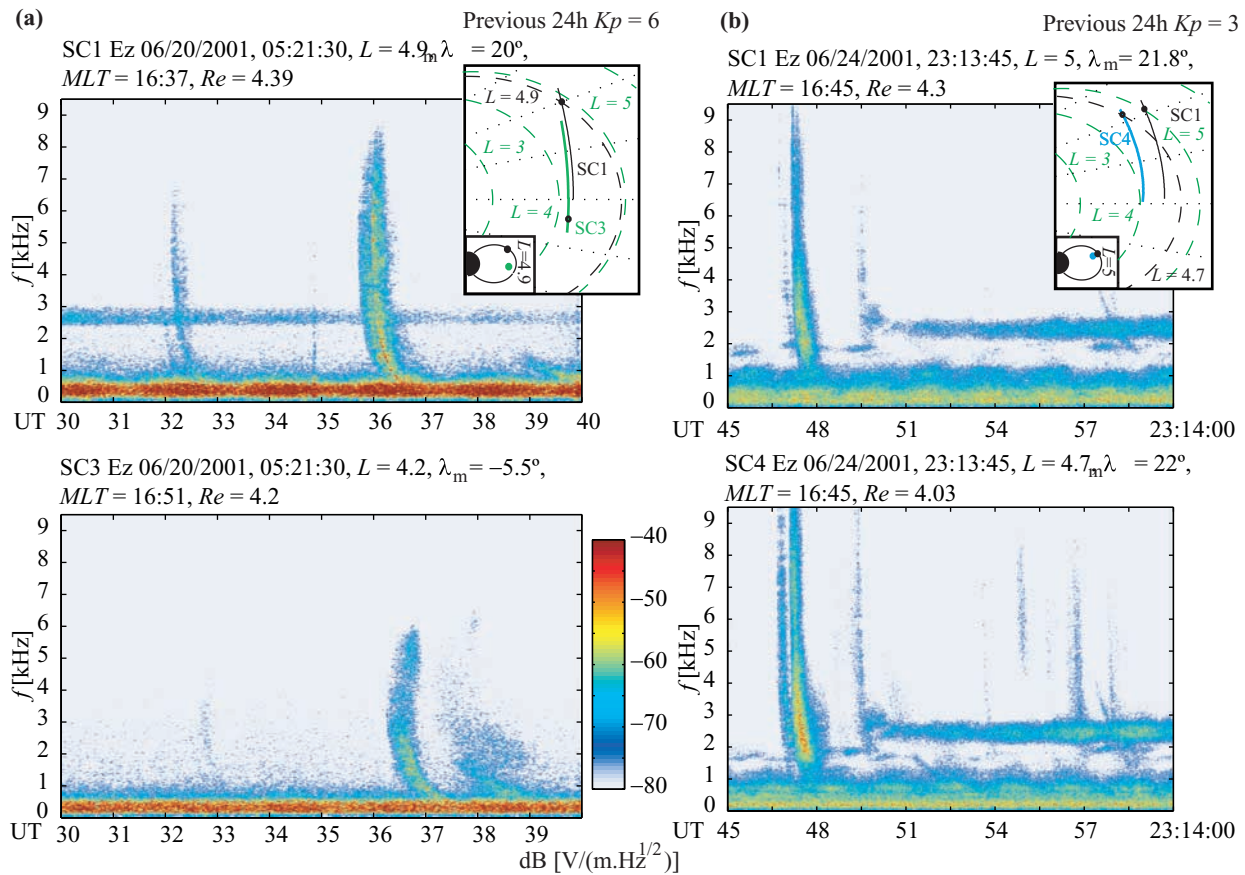 (a)
Previous 24h Kp = 6
SC1 Ez 06/20/2001, 05:21:30, L = 4.9, λm = 20°,
MLT = 16:37, Re = 4.39
f [kHz]
9
8
7
6
5
4
3
2
1
0
UT
30 31 32 33 34 35 36 37 38 39 40
L = 4.9
L = 5
L = 3
SC1
L = 4
SC3
L=4.9
SC3 Ez 06/20/2001, 05:21:30, L = 4.2, λm = −5.5º,
MLT = 16:51, Re = 4.2
f [kHz]
9
8
7
6
5
4
3
2
1
0
UT
30 31 32 33 34 35 36 37 38 39
−40
−50
−60
−70
−80
dB [V/(m.Hz1/2)]
(b)
Previous 24h Kp = 3
SC1 Ez 06/24/2001, 23:13:45, L = 5, λm = 21.8º,
MLT = 16:45, Re = 4.3
f [kHz]
9
8
7
6
5
4
3
2
1
0
UT
45 48 51 54 57 23:14:00
SC1
SC4
L = 5
L = 3
L = 4
L=5
L = 4.7
SC4 Ez 06/24/2001, 23:13:45, L = 4.7, λm = 22º,
MLT = 16:45, Re = 4.03
f [kHz]
9
8
7
6
5
4
3
2
1
0
UT
45 48 51 54 57 23:14:00